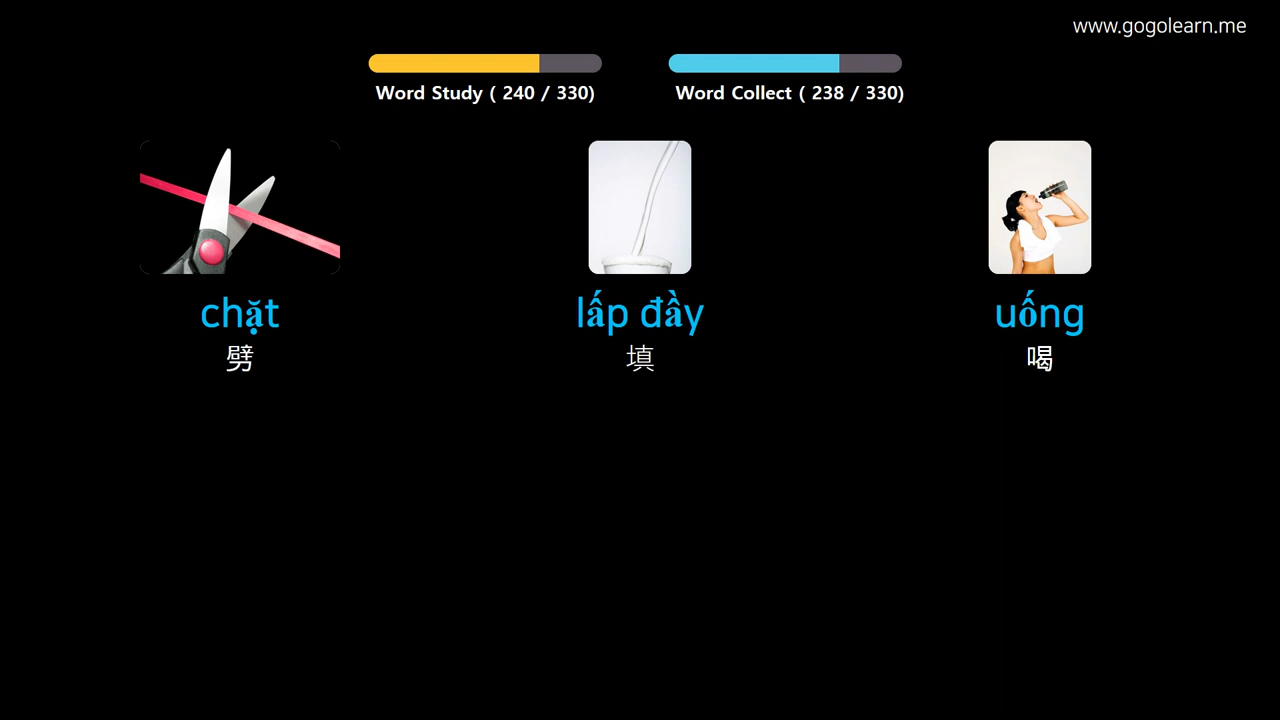 www.gogolearn.me
Word Study ( 240 / 330)
Word Collect ( 238 / 330)
chặt
lấp đầy
uống
劈
填
喝